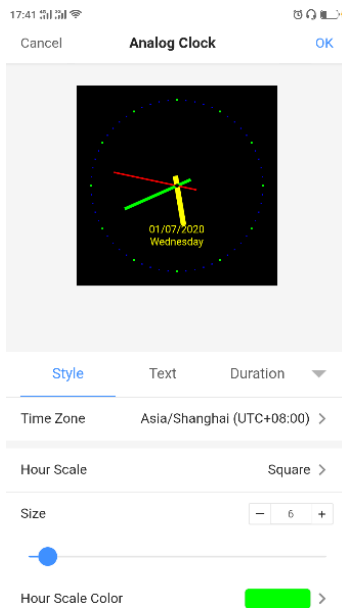 17:41
Cancel
Analog Clock
OK
01/07/2020
Wednesday
Style
Text
Duration
Time Zone
Asia/Shanghai (UTC+08:00)
Hour Scale
Square
Size
− 6 +
Hour Scale Color